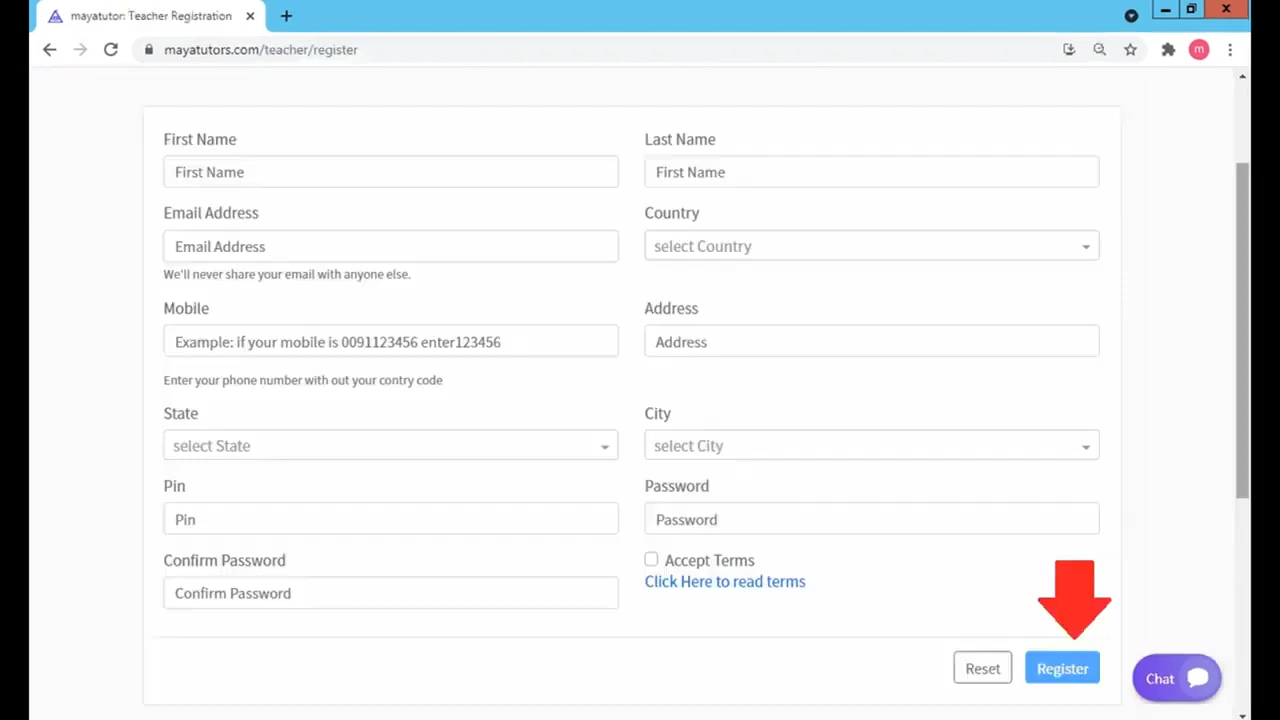 mayatutor: Teacher Registration
mayatutors.com/teacher/register
m
First Name
Last Name
First Name
First Name
Email Address
Country
Email Address
select Country
We'll never share your email with anyone else.
Mobile
Address
Example: if your mobile is 0091123456 enter123456
Address
Enter your phone number with out your contry code
State
City
select State
select City
Pin
Password
Pin
Password
Confirm Password
Accept Terms
Click Here to read terms
Confirm Password
Reset
Register
Chat